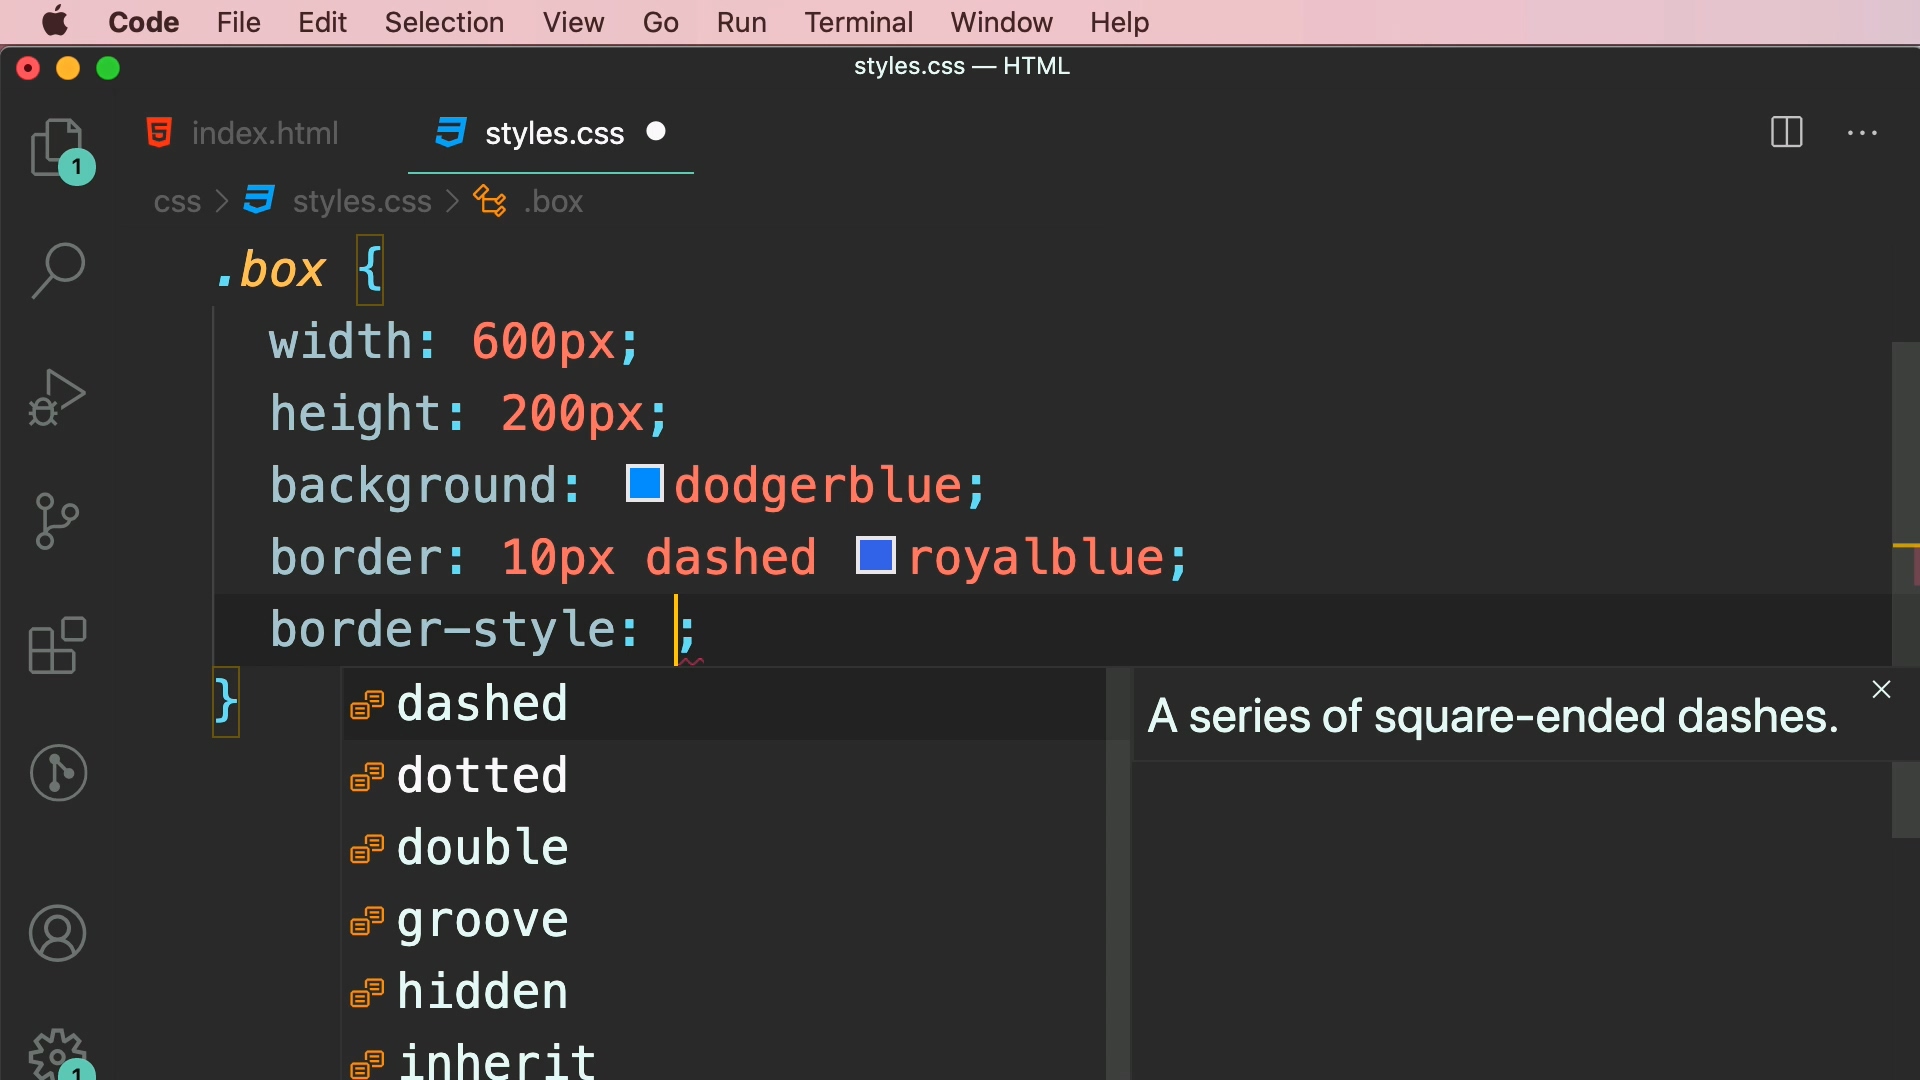 Code File Edit Selection View Go Run Terminal Window Help
styles.css — HTML
index.html styles.css
1
css > styles.css > .box
.box {
width: 600px;
height: 200px;
background: dodgerblue;
border: 10px dashed royalblue;
border-style: ;
}
dashed
A series of square-ended dashes.
dotted
double
groove
hidden
inherit
1